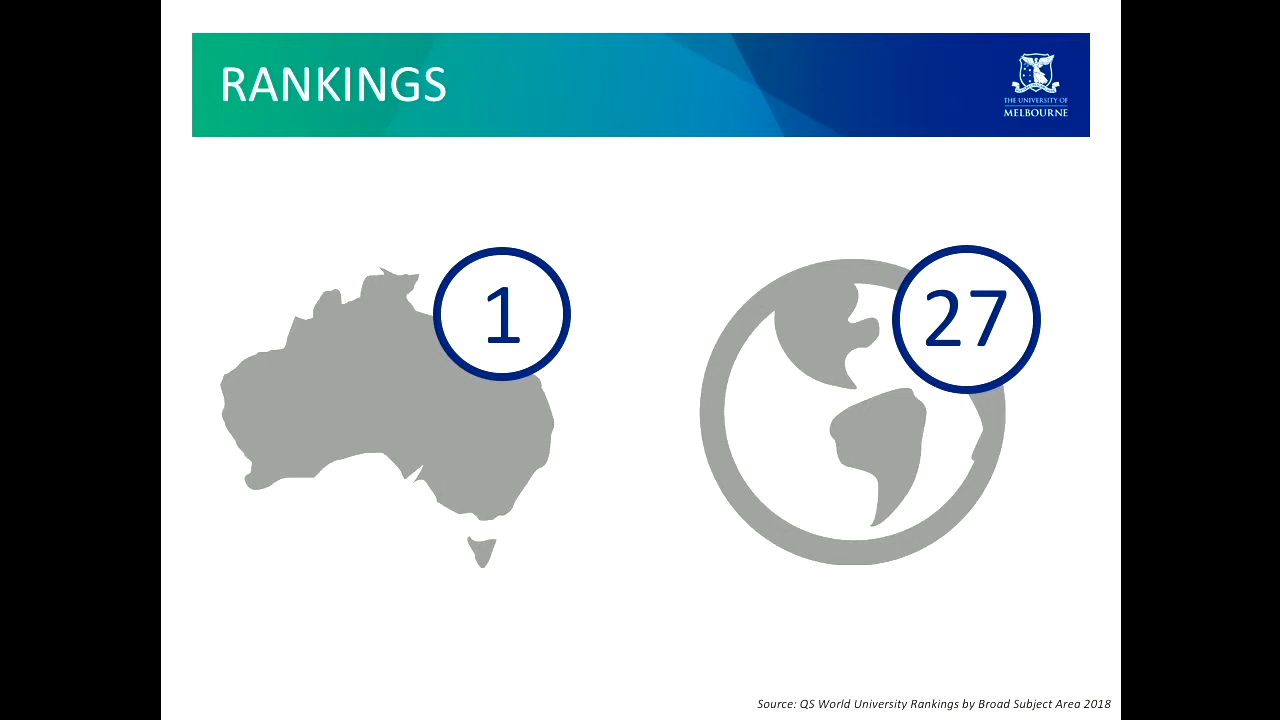 RANKINGS
THE UNIVERSITY OF
MELBOURNE
1
27
Source: QS World University Rankings by Broad Subject Area 2018